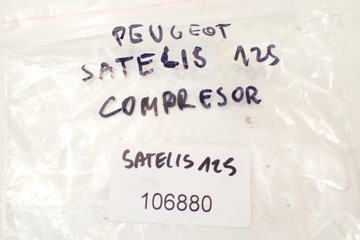 PEUGEOT
SATELIS 125
COMPRESOR
SATELIS 125
106880